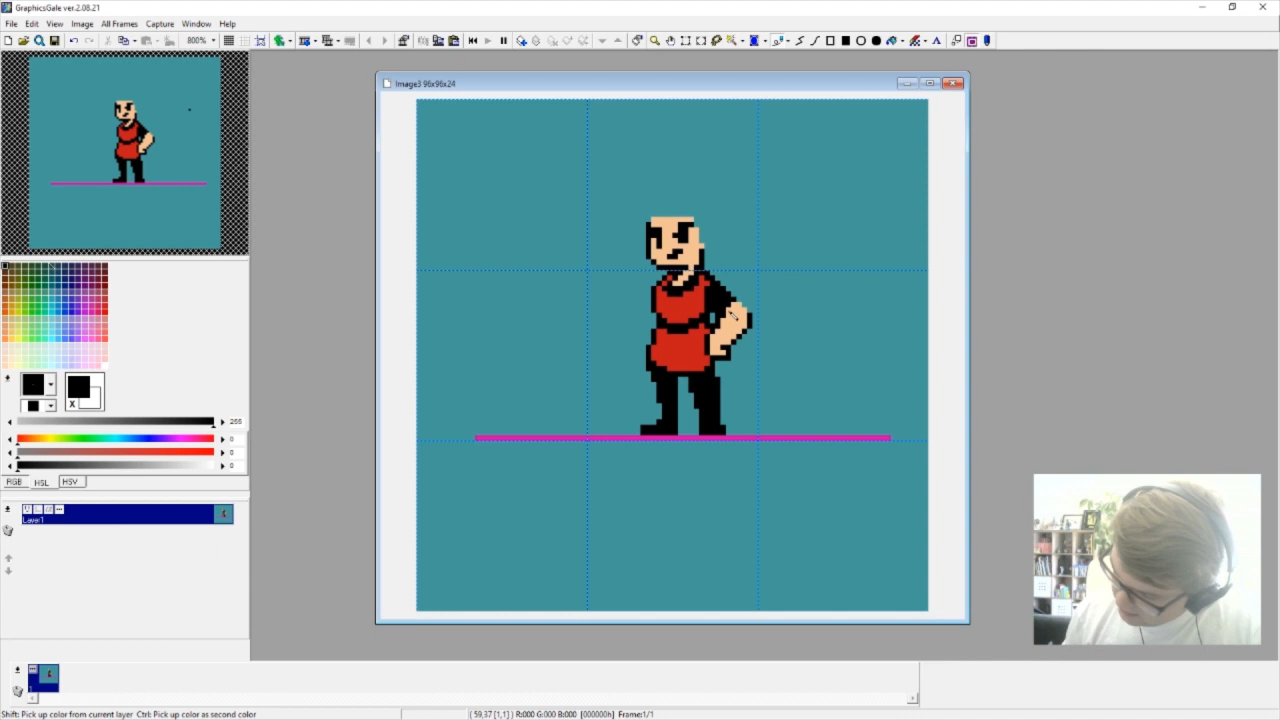 GraphicsGale ver.2.08.21
File Edit View Image All Frames Capture Window Help
800%
A
Image3 96x96x24
X
255
0
0
0
RGB HSL HSV
Layer1
1
Shift: Pick up color from current layer Ctrl: Pick up color as second color
( 59,37 [1,1] ) R:000 G:000 B:000 [000000h] Frame:1/1